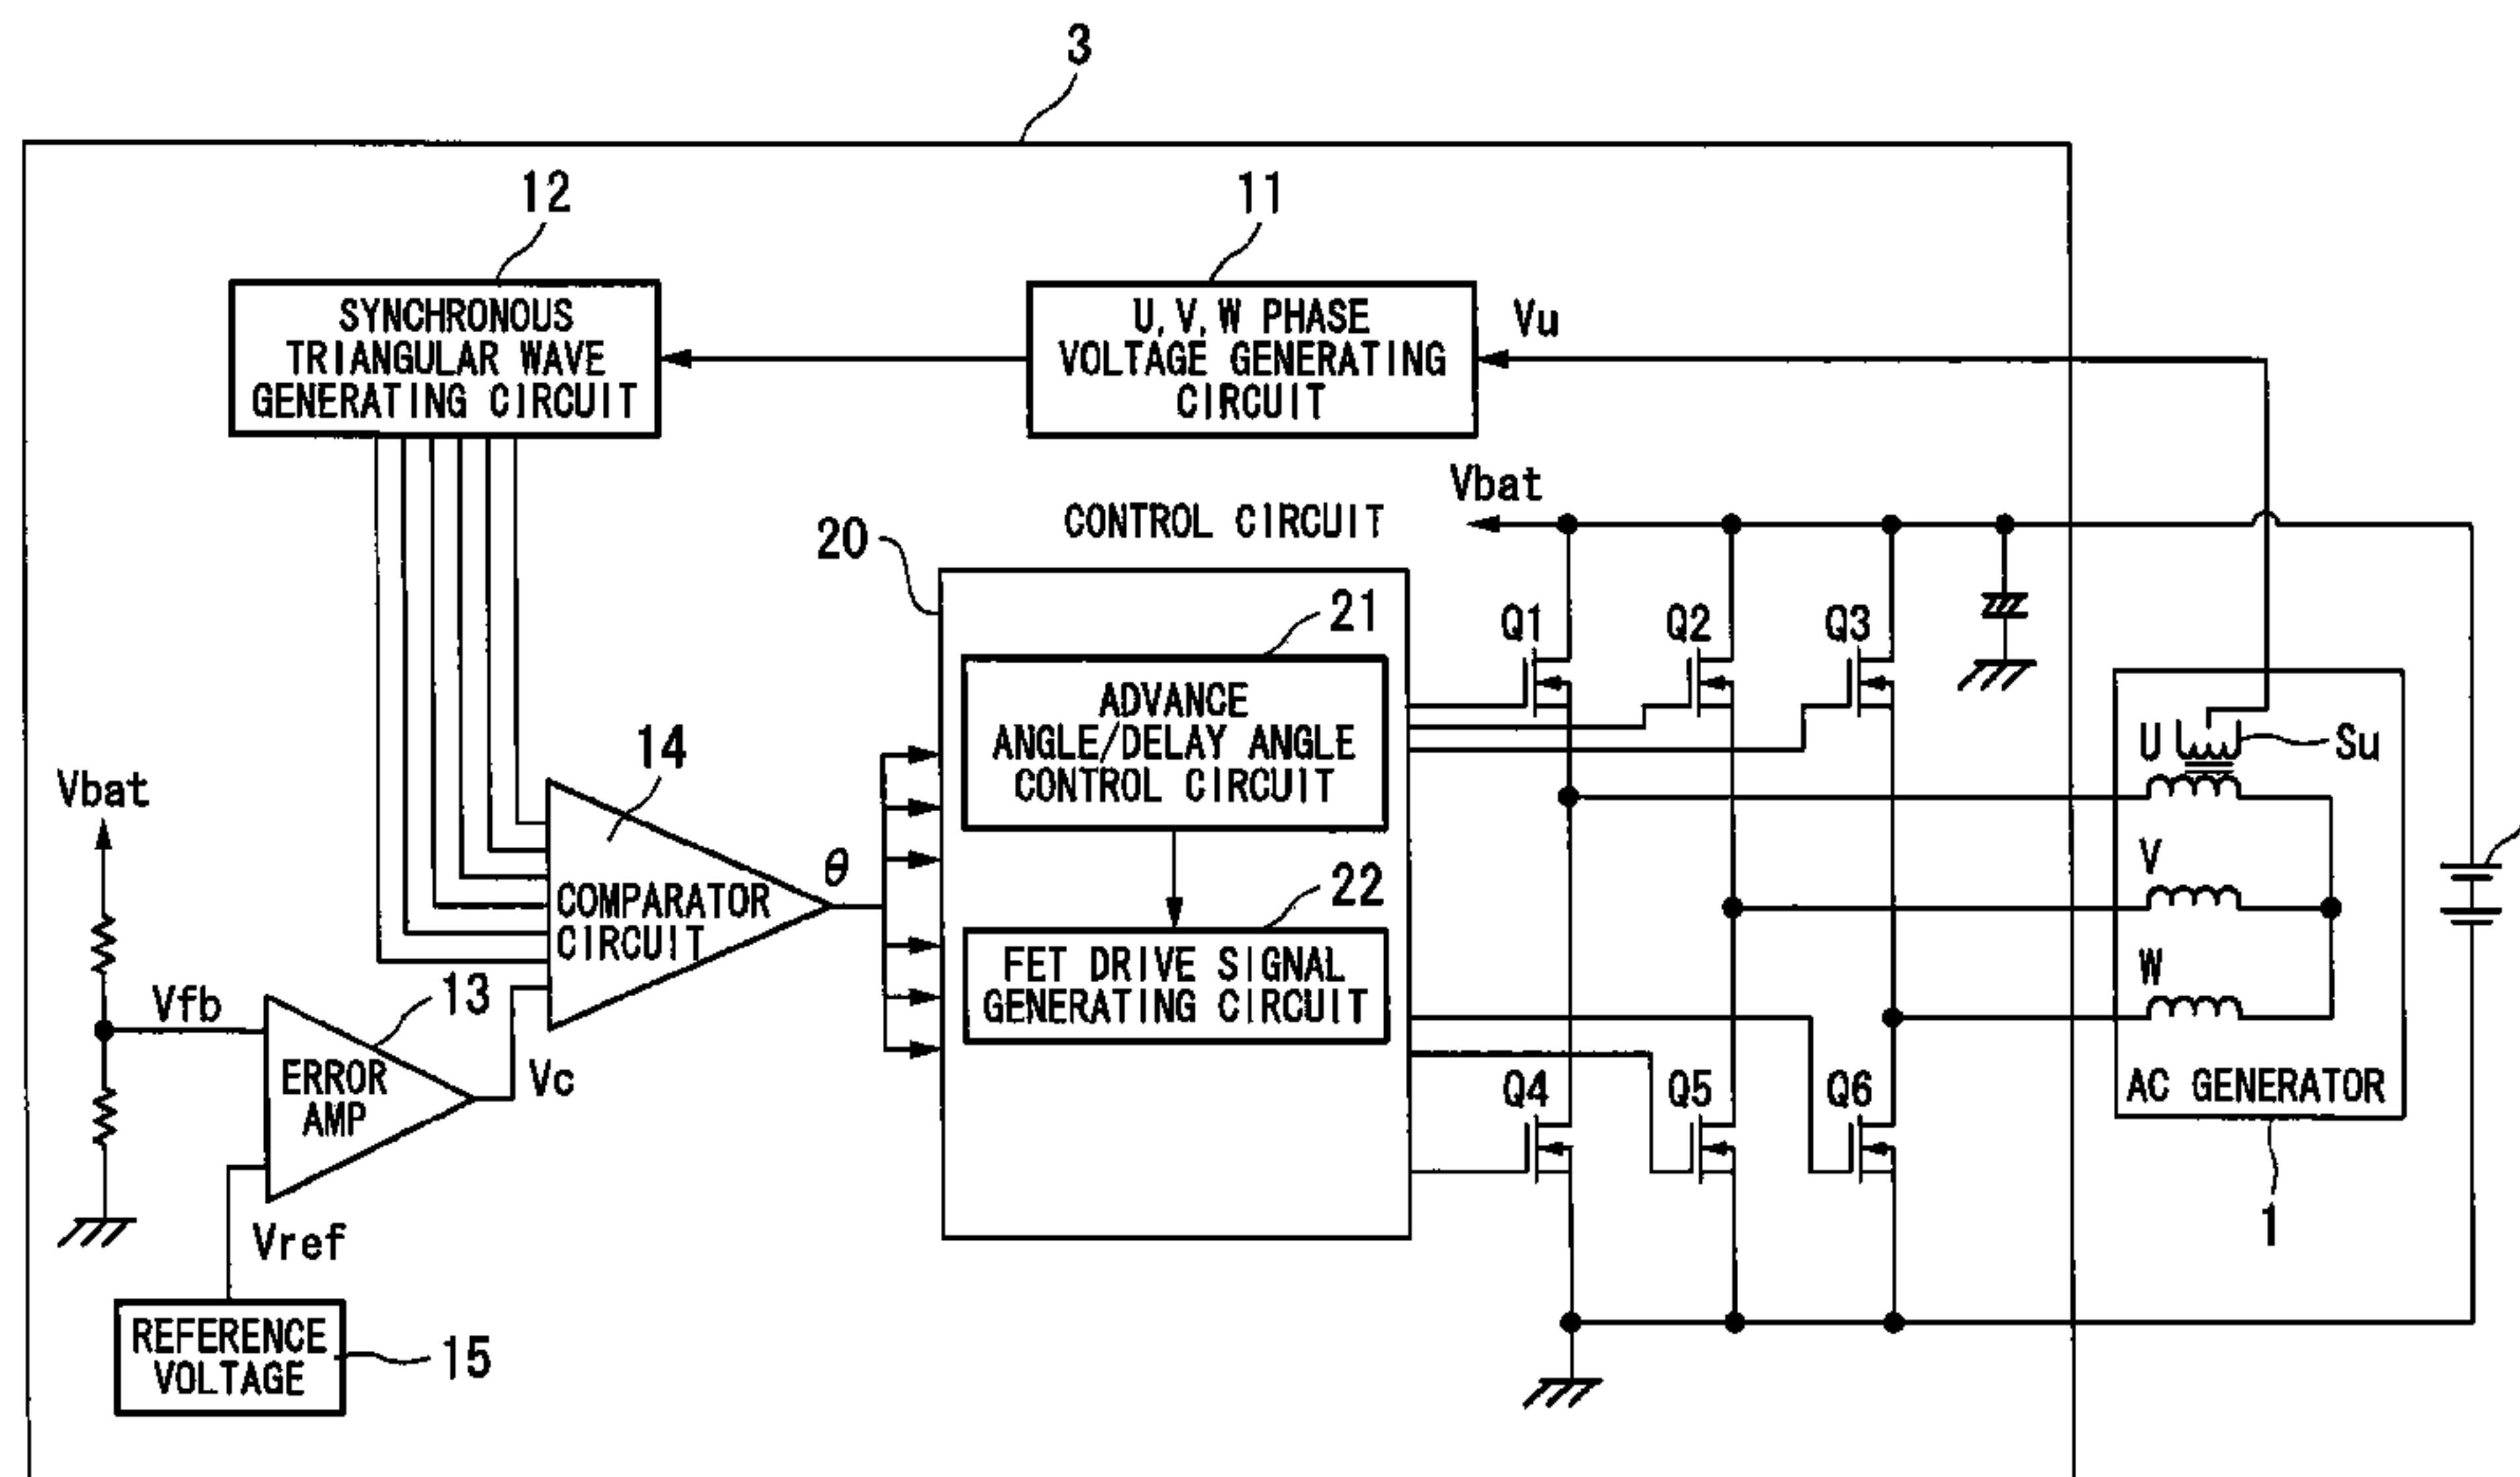 3
12
11
SYNCHRONOUS
TRIANGULAR WAVE
GENERATING CIRCUIT
U, V, W PHASE
VOLTAGE GENERATING
CIRCUIT
Vu
Vbat
CONTROL CIRCUIT
20
21
Q1
Q2
Q3
ADVANCE
ANGLE/DELAY ANGLE
CONTROL CIRCUIT
U
Su
14
Vbat
θ
V
22
COMPARATOR
CIRCUIT
FET DRIVE SIGNAL
GENERATING CIRCUIT
W
13
Vfb
ERROR
AMP
Vc
Q4
Q5
Q6
AC GENERATOR
1
Vref
REFERENCE
VOLTAGE
15